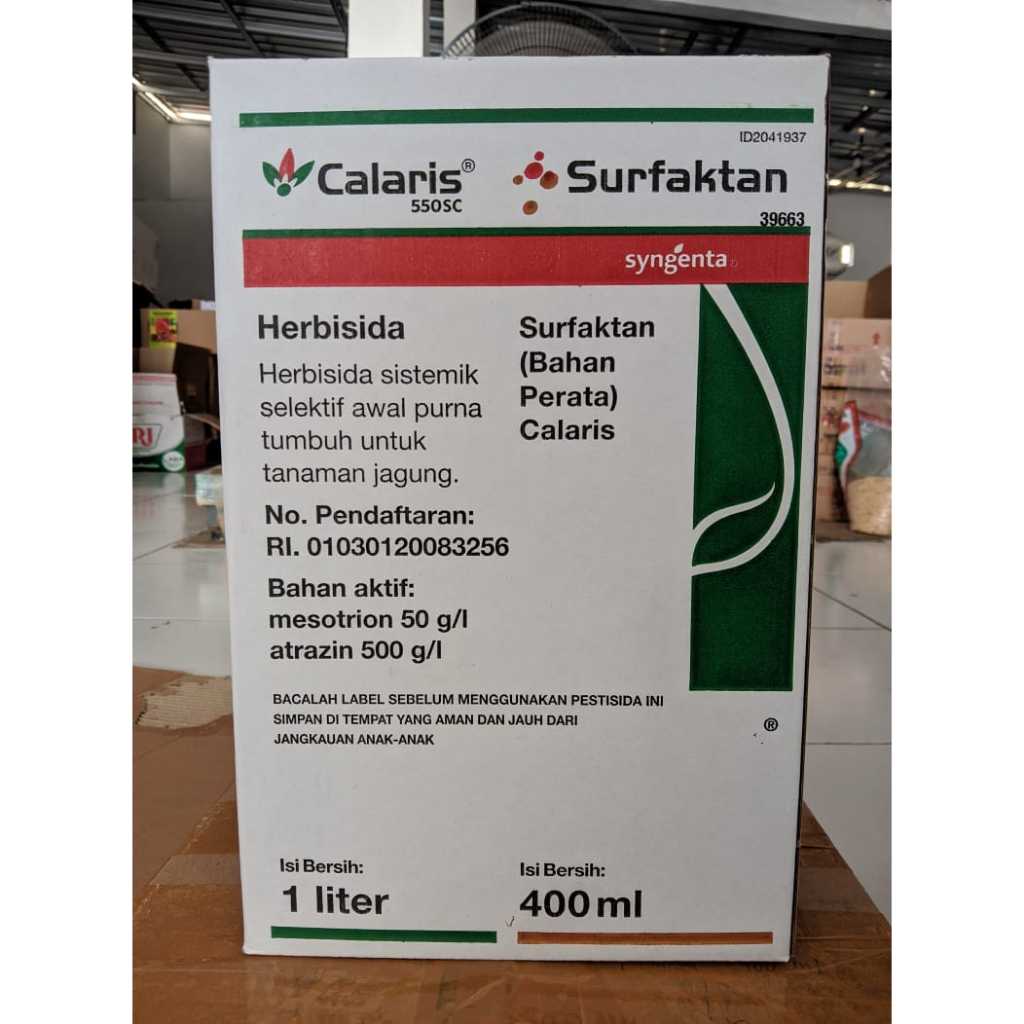 ID2041937
Calaris®
550SC
Surfaktan
39663
syngenta
Herbisida
Herbisida sistemik
selektif awal purna
tumbuh untuk
tanaman jagung.
No. Pendaftaran:
RI. 01030120083256
Bahan aktif:
mesotrion 50 g/l
atrazin 500 g/l
Surfaktan
(Bahan
Perata)
Calaris
BACALAH LABEL SEBELUM MENGGUNAKAN PESTISIDA INI
SIMPAN DI TEMPAT YANG AMAN DAN JAUH DARI
JANGKAUAN ANAK-ANAK
®
Isi Bersih:
1 liter
Isi Bersih:
400 ml